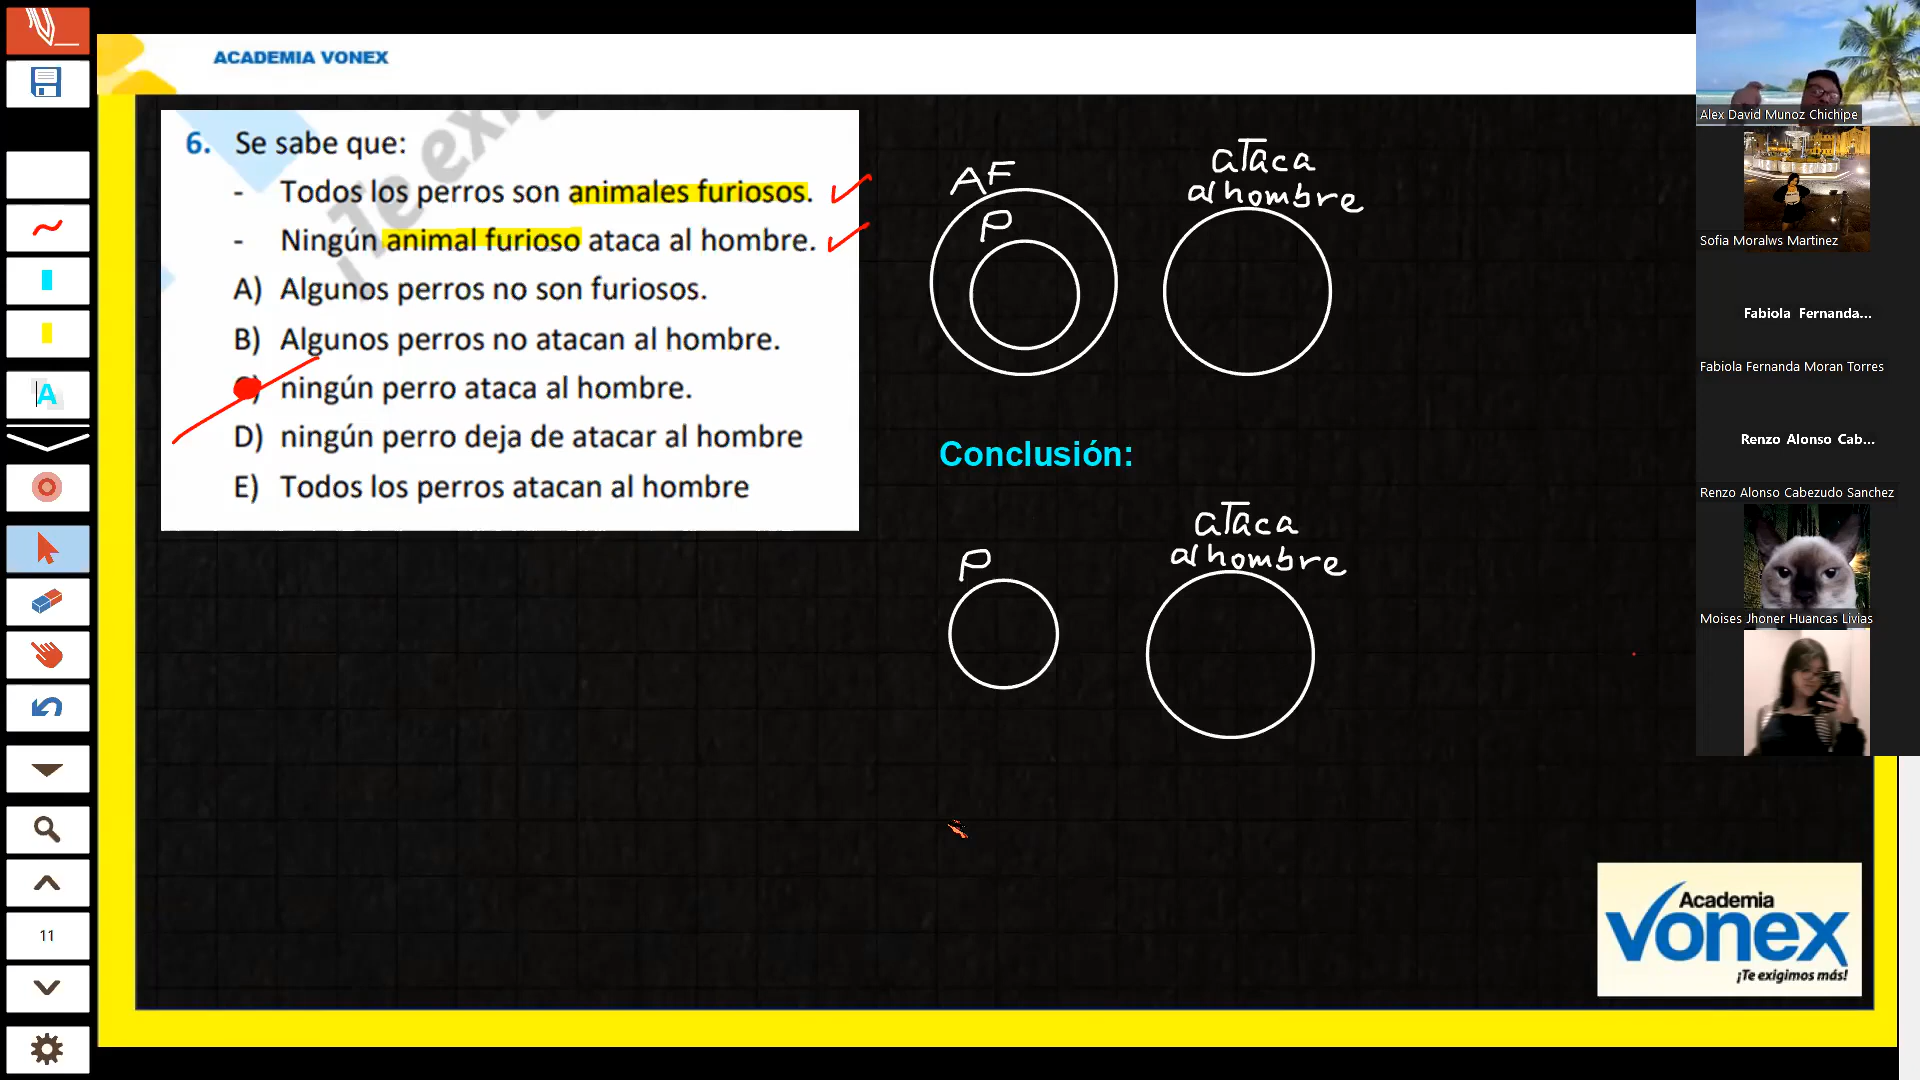 ACADEMIA VONEX
6. Se sabe que:
- Todos los perros son animales furiosos.
- Ningún animal furioso ataca al hombre.
A) Algunos perros no son furiosos.
B) Algunos perros no atacan al hombre.
C) ningún perro ataca al hombre.
D) ningún perro deja de atacar al hombre
E) Todos los perros atacan al hombre
¡Te exi
AF
P
ataca
al hombre
Conclusión:
P
ataca
al hombre
Academia
vonex
¡Te exigimos más!
A
11
Alex David Munoz Chichipe
Sofia Moralws Martinez
Fabiola Fernanda...
Fabiola Fernanda Moran Torres
Renzo Alonso Cab...
Renzo Alonso Cabezudo Sanchez
Moises Jhoner Huancas Livias